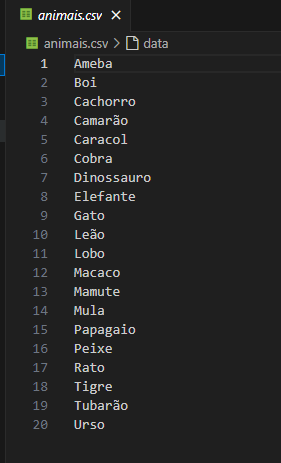 animais.csv ×
animais.csv > data
1 Ameba
2 Boi
3 Cachorro
4 Camarão
5 Caracol
6 Cobra
7 Dinossauro
8 Elefante
9 Gato
10 Leão
11 Lobo
12 Macaco
13 Mamute
14 Mula
15 Papagaio
16 Peixe
17 Rato
18 Tigre
19 Tubarão
20 Urso